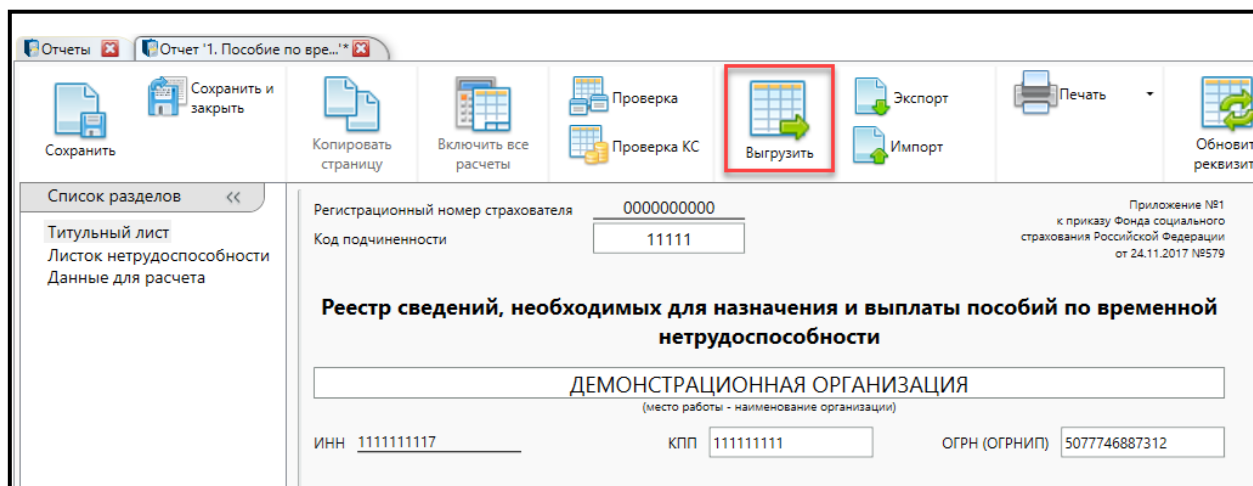 Отчеты
Отчет '1. Пособие по вре...'*
Сохранить
Сохранить и
закрыть
Копировать
страницу
Включить все
расчеты
Проверка
Проверка КС
Выгрузить
Экспорт
Импорт
Печать
Обновит
реквизит
Список разделов <<
Титульный лист
Листок нетрудоспособности
Данные для расчета
Регистрационный номер страхователя 0000000000
Код подчиненности 11111
Приложение №1
к приказу Фонда социального
страхования Российской Федерации
от 24.11.2017 №579
Реестр сведений, необходимых для назначения и выплаты пособий по временной
нетрудоспособности
ДЕМОНСТРАЦИОННАЯ ОРГАНИЗАЦИЯ
(место работы - наименование организации)
ИНН 1111111117 КПП 111111111 ОГРН (ОГРНИП) 5077746887312